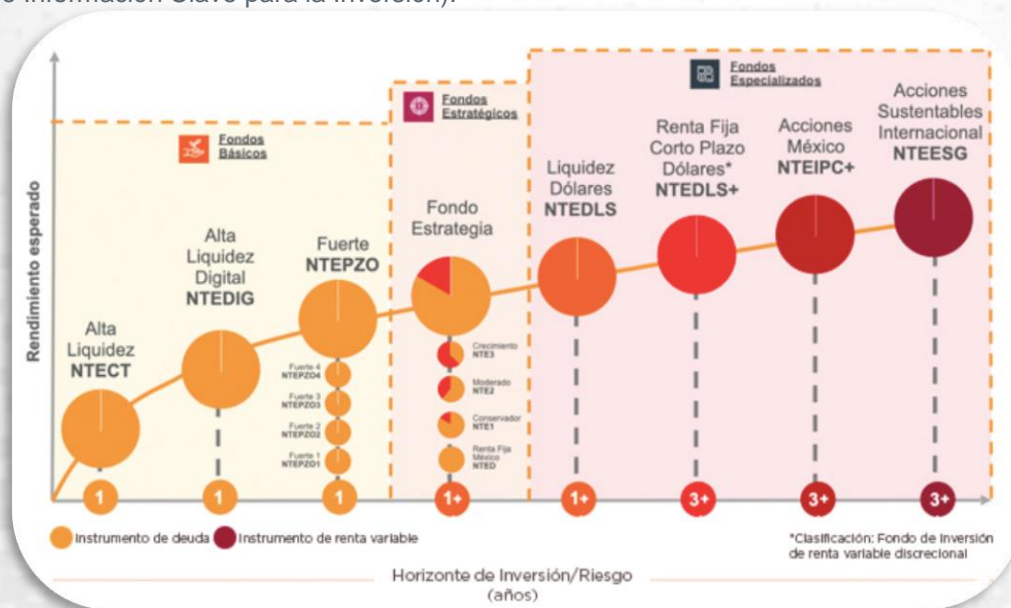 o Información Clave para la Inversión).
Fondos
Básicos
Fondos
Estratégicos
Fondos
Especializados
Rendimiento esperado
Alta
Liquidez
NTECT
Alta
Liquidez
Digital
NTEDIG
Fuerte
NTEPZO
Fuerte 4
NTEPZO4
Fuerte 3
NTEPZO3
Fuerte 2
NTEPZO2
Fuerte 1
NTEPZO1
Fondo
Estrategia
Crecimiento
NTE3
Moderado
NTE2
Conservador
NTE1
Renta Fija
México
NTED
Liquidez
Dólares
NTEDLS
Renta Fija
Corto Plazo
Dólares*
NTEDLS+
Acciones
México
NTEIPC+
Acciones
Sustentables
Internacional
NTEESG
1
1
1
1+
1+
3+
3+
3+
Instrumento de deuda
Instrumento de renta variable
*Clasificación: Fondo de Inversión
de renta variable discrecional
Horizonte de Inversión/Riesgo
(años)